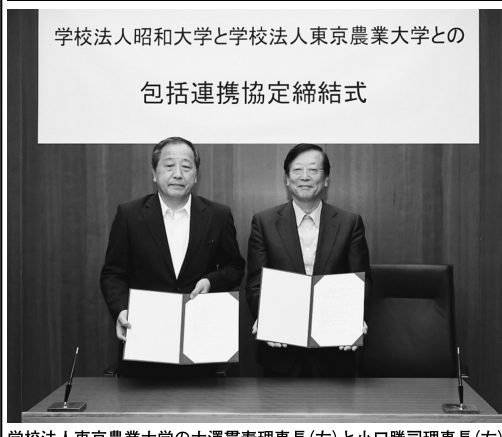 学校法人昭和大学と学校法人東京農業大学との
包括連携協定締結式
学校法人東京農業大学の大澤貫寿理事長(左)と小口勝司理事長(右)